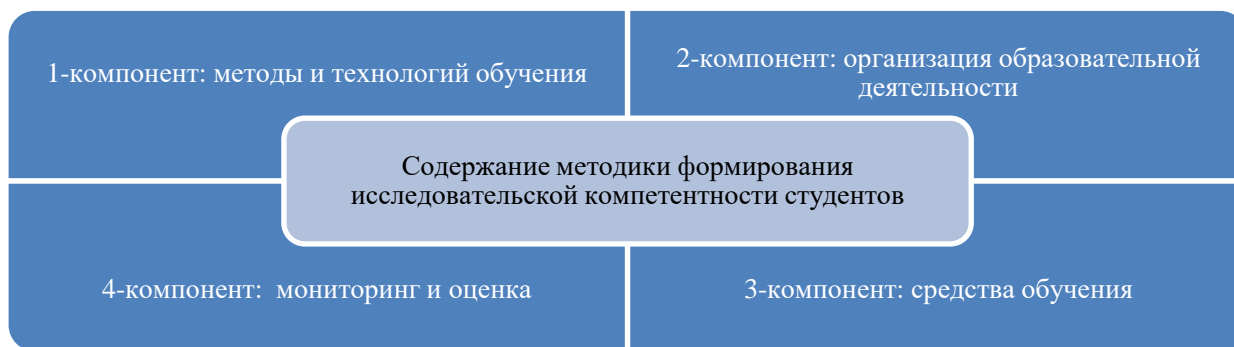 1-компонент: методы и технологий обучения
2-компонент: организация образовательной
деятельности
Содержание методики формирования
исследовательской компетентности студентов
4-компонент: мониторинг и оценка
3-компонент: средства обучения